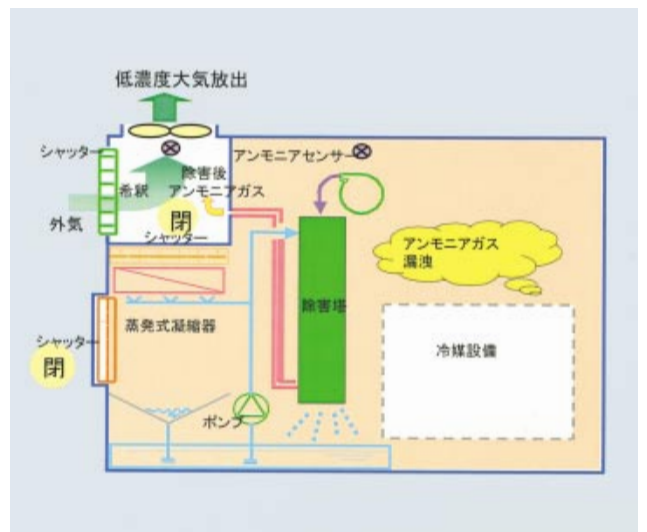 低濃度大気放出
シャッター
アンモニアセンサー
除害後
希釈
アンモニアガス
外気
閉
シャッター
アンモニアガス
漏洩
除害塔
蒸発式凝縮器
シャッター
閉
冷媒設備
ポンプ